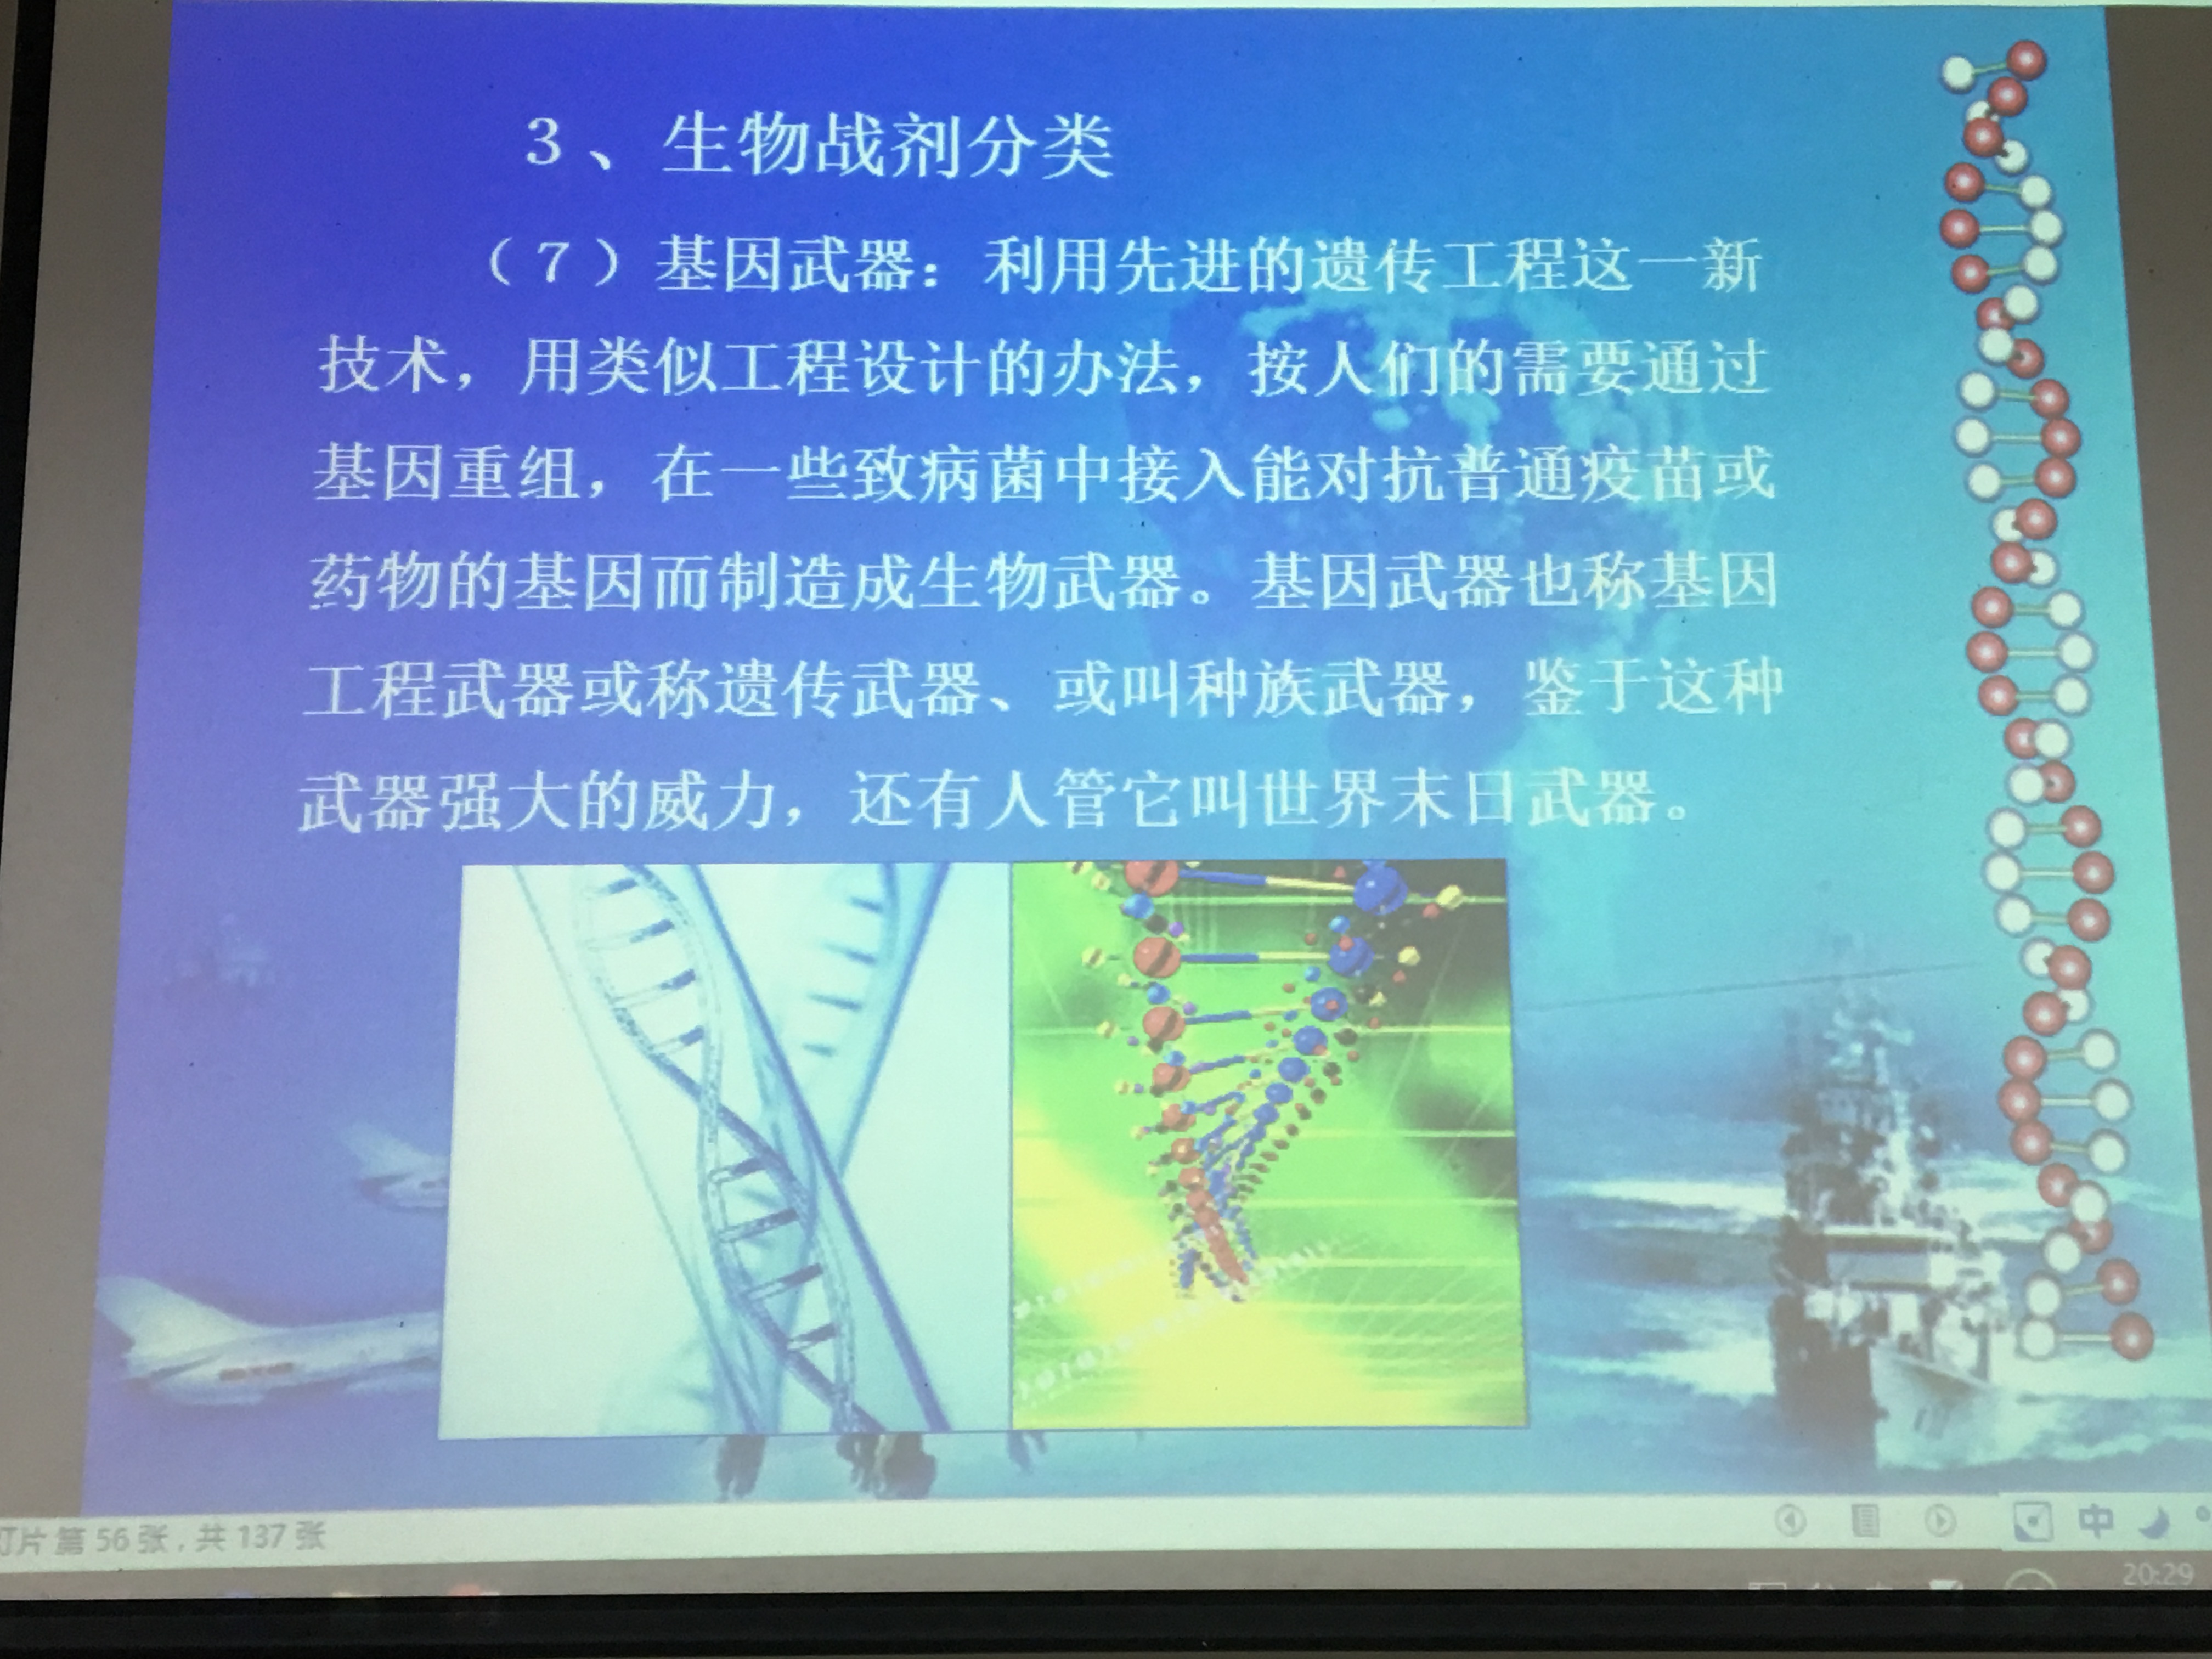 3、生物战剂分类
（7）基因武器：利用先进的遗传工程这一新
技术，用类似工程设计的办法，按人们的需要通过
基因重组，在一些致病菌中接入能对抗普通疫苗或
药物的基因而制造成生物武器。基因武器也称基因
工程武器或称遗传武器、或叫种族武器，鉴于这种
武器强大的威力，还有人管它叫世界末日武器。
灯片 第 56 张，共 137 张
中
20:29